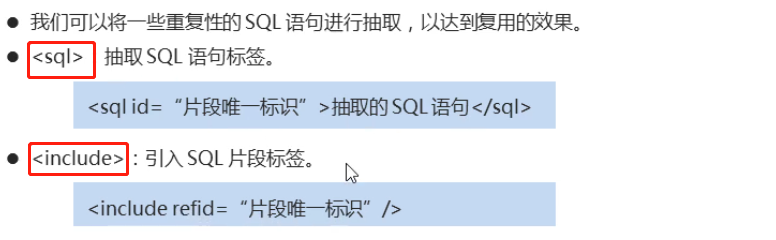 ● 我们可以将一些重复性的 SQL 语句进行抽取，以达到复用的效果。
● <sql> 抽取 SQL 语句标签。
<sql id=“片段唯一标识”>抽取的 SQL 语句</sql>
● <include>：引入 SQL 片段标签。
<include refid=“片段唯一标识”/>